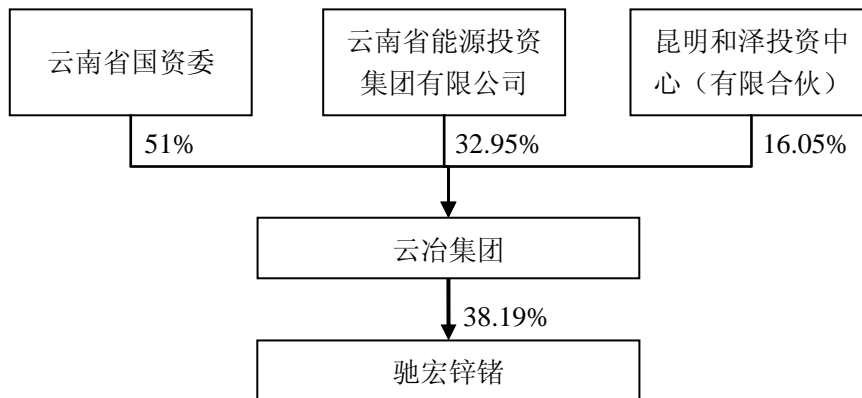 云南省国资委
云南省能源投资
集团有限公司
昆明和泽投资中
心（有限合伙）
51%
32.95%
16.05%
云冶集团
38.19%
驰宏锌锗